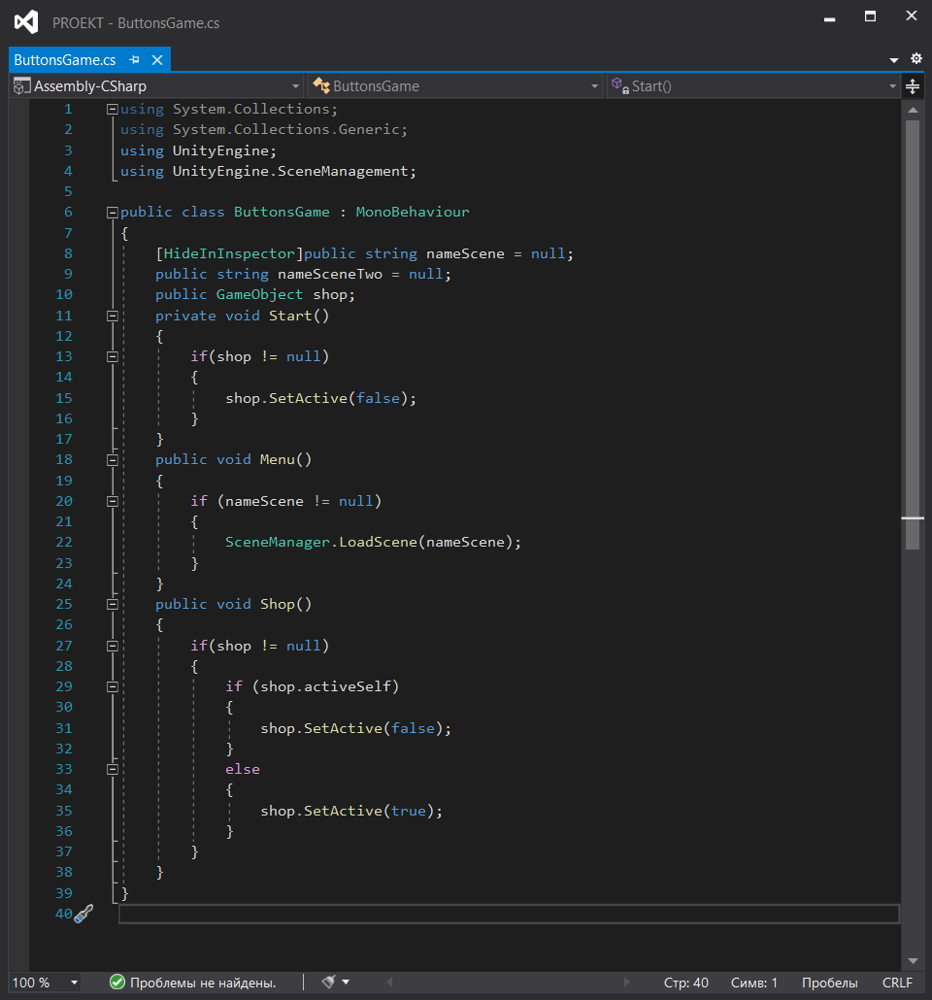 PROEKT - ButtonsGame.cs
ButtonsGame.cs
Assembly-CSharp ButtonsGame Start()
1 using System.Collections;
2 using System.Collections.Generic;
3 using UnityEngine;
4 using UnityEngine.SceneManagement;
5
6 public class ButtonsGame : MonoBehaviour
7 {
8     [HideInInspector]public string nameScene = null;
9     public string nameSceneTwo = null;
10     public GameObject shop;
11     private void Start()
12     {
13         if(shop != null)
14         {
15             shop.SetActive(false);
16         }
17     }
18     public void Menu()
19     {
20         if (nameScene != null)
21         {
22             SceneManager.LoadScene(nameScene);
23         }
24     }
25     public void Shop()
26     {
27         if(shop != null)
28         {
29             if (shop.activeSelf)
30             {
31                 shop.SetActive(false);
32             }
33             else
34             {
35                 shop.SetActive(true);
36             }
37         }
38     }
39 }
40
100 % Проблемы не найдены. Стр: 40 Симв: 1 Пробелы CRLF